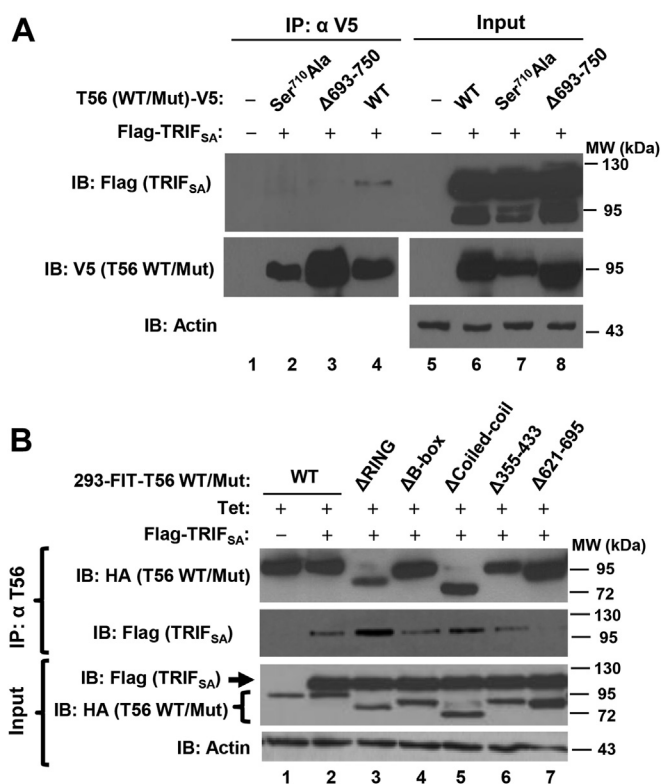 A
IP: α V5
Input
T56 (WT/Mut)-V5: – Ser710Ala Δ693-750 WT – WT Ser710Ala Δ693-750
Flag-TRIFSA: – + + + – + + +
MW (kDa)
IB: Flag (TRIFSA)
130
95
IB: V5 (T56 WT/Mut)
95
IB: Actin
43
1 2 3 4 5 6 7 8
B
293-FIT-T56 WT/Mut: WT ΔRING ΔB-box ΔCoiled-coil Δ355-433 Δ621-695
Tet: + + + + + + +
Flag-TRIFSA: – + + + + + +
MW (kDa)
IP: α T56
IB: HA (T56 WT/Mut)
95
72
IB: Flag (TRIFSA)
130
95
Input
IB: Flag (TRIFSA)
130
IB: HA (T56 WT/Mut)
95
72
IB: Actin
43
1 2 3 4 5 6 7